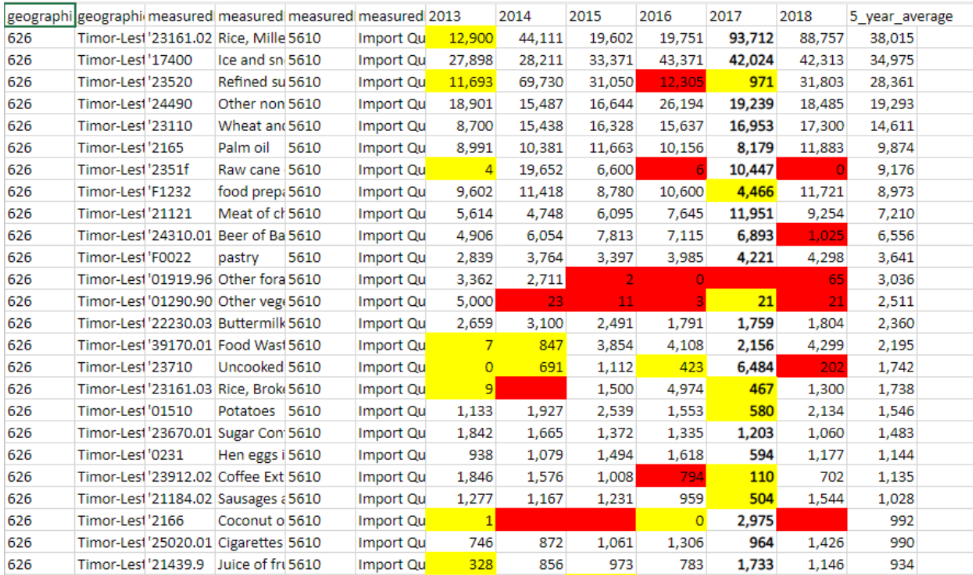 geographi geographi measured measured measured measured 2013 2014 2015 2016 2017 2018 5_year_average
626 Timor-Lest '23161.02 Rice, Mille 5610 Import Qu 12,900 44,111 19,602 19,751 93,712 88,757 38,015
626 Timor-Lest '17400 Ice and sn 5610 Import Qu 27,898 28,211 33,371 43,371 42,024 42,313 34,975
626 Timor-Lest '23520 Refined su 5610 Import Qu 11,693 69,730 31,050 12,305 971 31,803 28,361
626 Timor-Lest '24490 Other non 5610 Import Qu 18,901 15,487 16,644 26,194 19,239 18,485 19,293
626 Timor-Lest '23110 Wheat and 5610 Import Qu 8,700 15,438 16,328 15,637 16,953 17,300 14,611
626 Timor-Lest '2165 Palm oil 5610 Import Qu 8,991 10,381 11,663 10,156 8,179 11,883 9,874
626 Timor-Lest '2351f Raw cane 5610 Import Qu 4 19,652 6,600 6 10,447 0 9,176
626 Timor-Lest 'F1232 food prepa 5610 Import Qu 9,602 11,418 8,780 10,600 4,466 11,721 8,973
626 Timor-Lest '21121 Meat of ch 5610 Import Qu 5,614 4,748 6,095 7,645 11,951 9,254 7,210
626 Timor-Lest '24310.01 Beer of Ba 5610 Import Qu 4,906 6,054 7,813 7,115 6,893 1,025 6,556
626 Timor-Lest 'F0022 pastry 5610 Import Qu 2,839 3,764 3,397 3,985 4,221 4,298 3,641
626 Timor-Lest '01919.96 Other fora 5610 Import Qu 3,362 2,711 2 0 65 3,036
626 Timor-Lest '01290.90 Other vege 5610 Import Qu 5,000 23 11 3 21 21 2,511
626 Timor-Lest '22230.03 Buttermilk 5610 Import Qu 2,659 3,100 2,491 1,791 1,759 1,804 2,360
626 Timor-Lest '39170.01 Food Wast 5610 Import Qu 7 847 3,854 4,108 2,156 4,299 2,195
626 Timor-Lest '23710 Uncooked 5610 Import Qu 0 691 1,112 423 6,484 202 1,742
626 Timor-Lest '23161.03 Rice, Broke 5610 Import Qu 9 1,500 4,974 467 1,300 1,738
626 Timor-Lest '01510 Potatoes 5610 Import Qu 1,133 1,927 2,539 1,553 580 2,134 1,546
626 Timor-Lest '23670.01 Sugar Con 5610 Import Qu 1,842 1,665 1,372 1,335 1,203 1,060 1,483
626 Timor-Lest '0231 Hen eggs i 5610 Import Qu 938 1,079 1,494 1,618 594 1,177 1,144
626 Timor-Lest '23912.02 Coffee Ext 5610 Import Qu 1,846 1,576 1,008 794 110 702 1,135
626 Timor-Lest '21184.02 Sausages a 5610 Import Qu 1,277 1,167 1,231 959 504 1,544 1,028
626 Timor-Lest '2166 Coconut o 5610 Import Qu 1 0 2,975 992
626 Timor-Lest '25020.01 Cigarettes 5610 Import Qu 746 872 1,061 1,306 964 1,426 990
626 Timor-Lest '21439.9 Juice of fru 5610 Import Qu 328 856 973 783 1,733 1,146 934